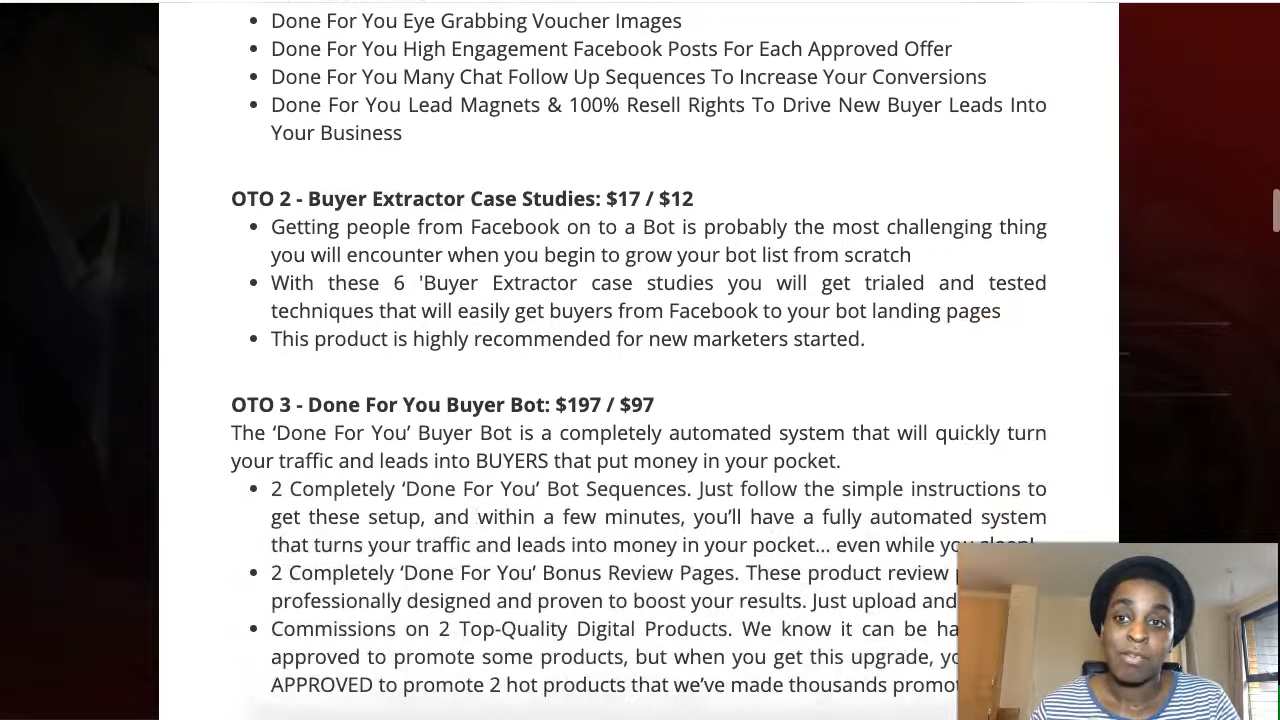 Done For You Eye Grabbing Voucher Images
Done For You High Engagement Facebook Posts For Each Approved Offer
Done For You Many Chat Follow Up Sequences To Increase Your Conversions
Done For You Lead Magnets & 100% Resell Rights To Drive New Buyer Leads Into
Your Business
OTO 2 - Buyer Extractor Case Studies: $17 / $12
Getting people from Facebook on to a Bot is probably the most challenging thing
you will encounter when you begin to grow your bot list from scratch
With these 6 'Buyer Extractor case studies you will get trialed and tested
techniques that will easily get buyers from Facebook to your bot landing pages
This product is highly recommended for new marketers started.
OTO 3 - Done For You Buyer Bot: $197 / $97
The ‘Done For You’ Buyer Bot is a completely automated system that will quickly turn
your traffic and leads into BUYERS that put money in your pocket.
2 Completely ‘Done For You’ Bot Sequences. Just follow the simple instructions to
get these setup, and within a few minutes, you’ll have a fully automated system
that turns your traffic and leads into money in your pocket… even while you sleep!
2 Completely ‘Done For You’ Bonus Review Pages. These product review
professionally designed and proven to boost your results. Just upload and
Commissions on 2 Top-Quality Digital Products. We know it can be
approved to promote some products, but when you get this upgrade,
APPROVED to promote 2 hot products that we’ve made thousands